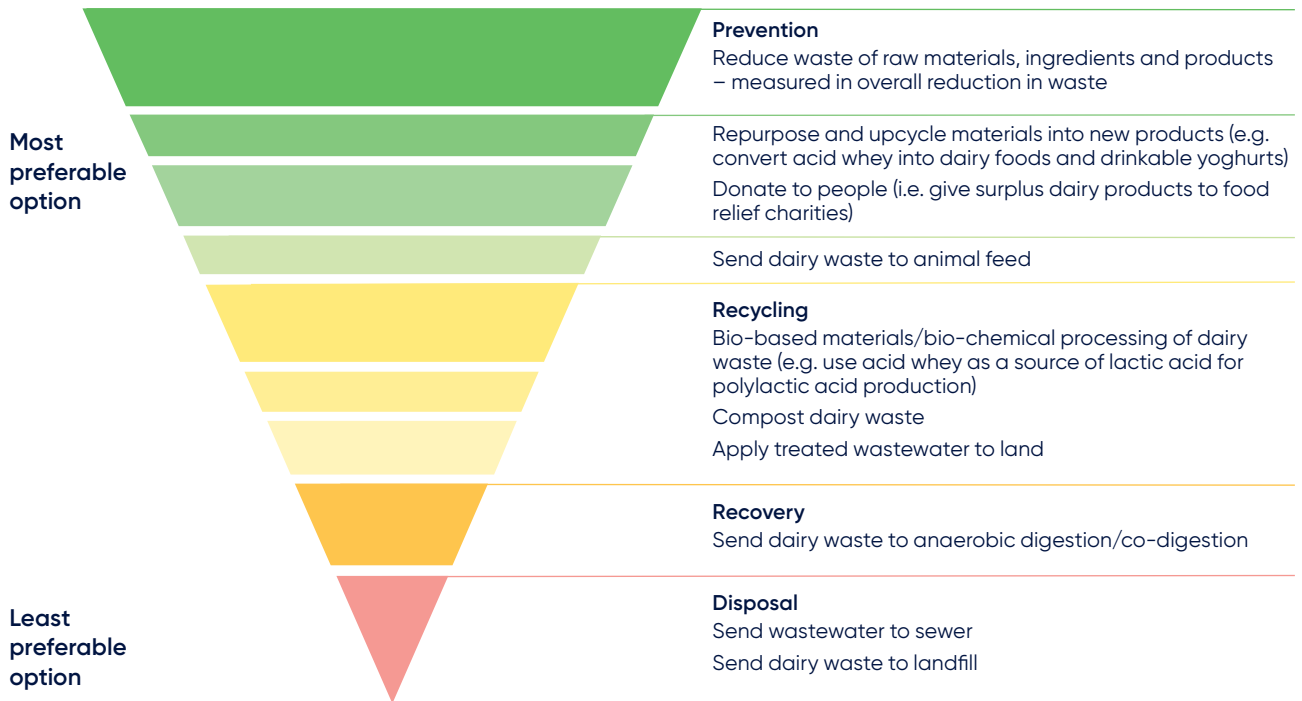 Most
preferable
option
Prevention
Reduce waste of raw materials, ingredients and products
– measured in overall reduction in waste
Repurpose and upcycle materials into new products (e.g.
convert acid whey into dairy foods and drinkable yoghurts)
Donate to people (i.e. give surplus dairy products to food
relief charities)
Send dairy waste to animal feed
Recycling
Bio-based materials/bio-chemical processing of dairy
waste (e.g. use acid whey as a source of lactic acid for
polylactic acid production)
Compost dairy waste
Apply treated wastewater to land
Recovery
Send dairy waste to anaerobic digestion/co-digestion
Least
preferable
option
Disposal
Send wastewater to sewer
Send dairy waste to landfill